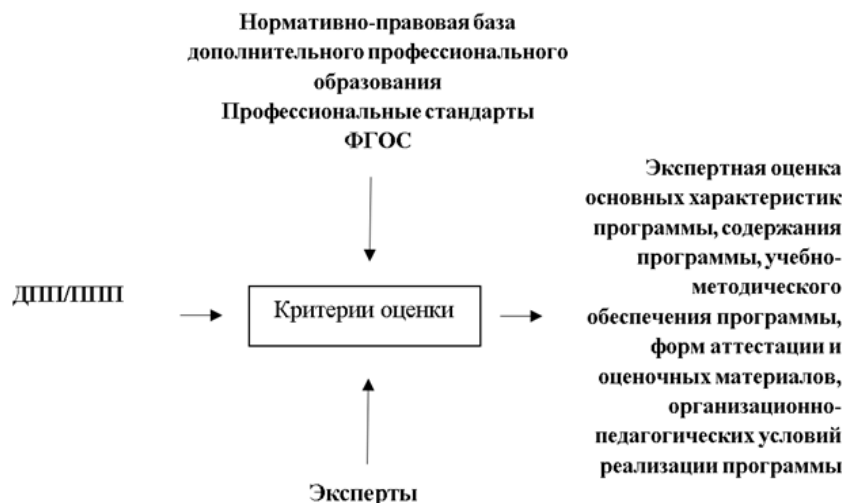 Нормативно-правовая база
дополнительного профессионального
образования
Профессиональные стандарты
ФГОС
ДПП/ППП
Критерии оценки
Экспертная оценка
основных характеристик
программы, содержания
программы, учебно-
методического
обеспечения программы,
форм аттестации и
оценочных материалов,
организационно-
педагогических условий
реализации программы
Эксперты